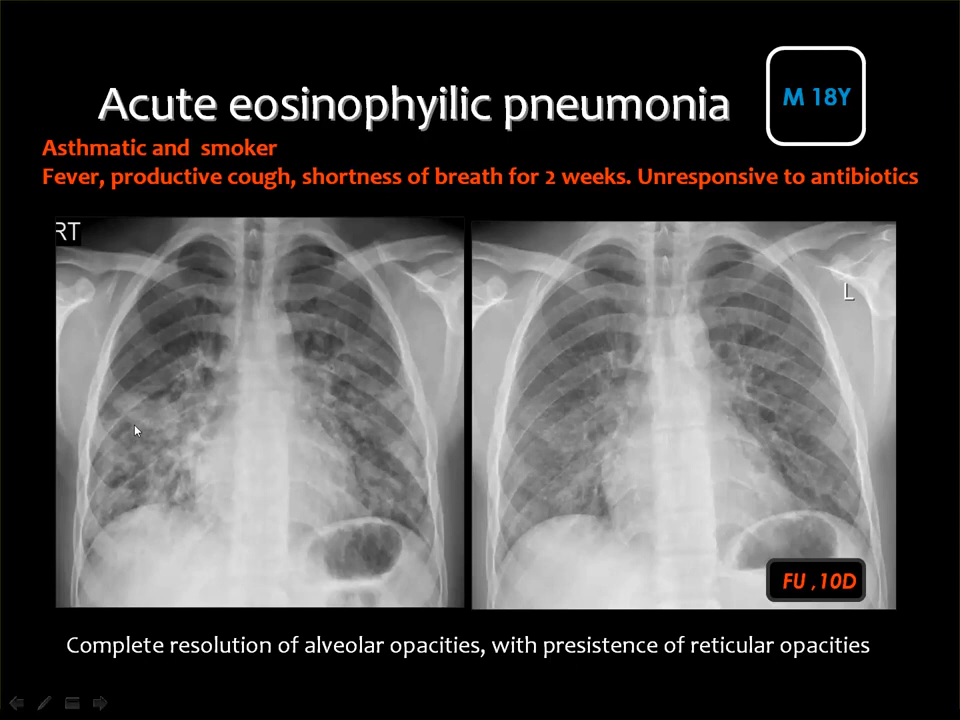 Acute eosinophyilic pneumonia
M 18Y
Asthmatic and smoker
Fever, productive cough, shortness of breath for 2 weeks. Unresponsive to antibiotics
RT
L
FU ,10D
Complete resolution of alveolar opacities, with presistence of reticular opacities